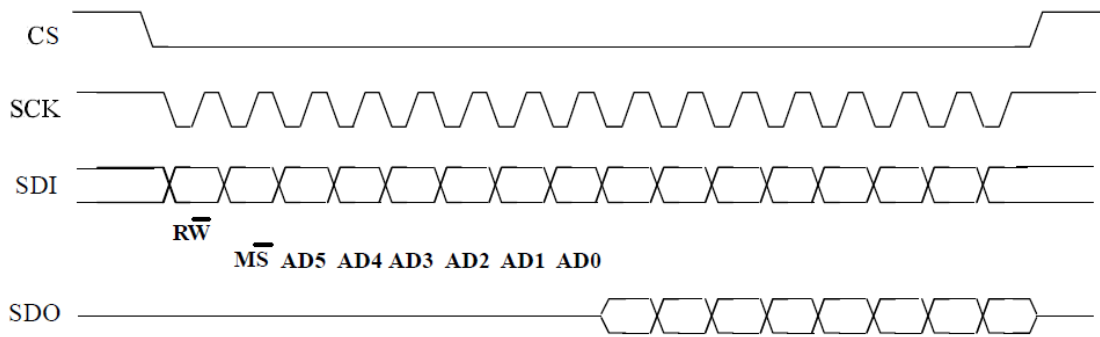 CS
SCK
SDI
RW̅
MS̅ AD5 AD4 AD3 AD2 AD1 AD0
SDO